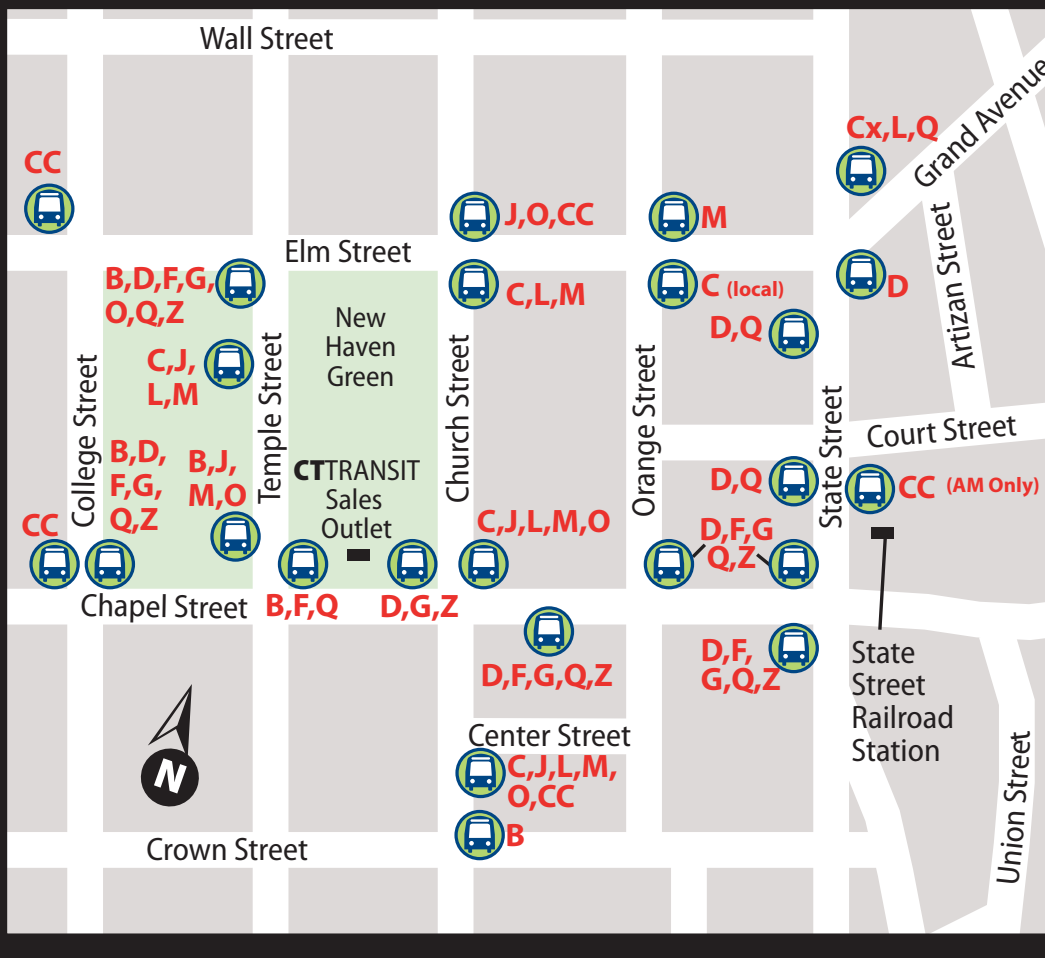 Wall Street
Grand Avenue
Cx,L,Q
CC
J,O,CC
M
Elm Street
B,D,F,G,
O,Q,Z
C,L,M
C (local)
D
D,Q
Artizan Street
New
Haven
Green
C,J,
L,M
College Street
Temple Street
Church Street
Orange Street
State Street
Court Street
B,D,
F,G,
Q,Z
B,J,
M,O
CTTRANSIT
Sales
Outlet
D,Q
CC (AM Only)
CC
C,J,L,M,O
D,F,G
Q,Z
Chapel Street
B,F,Q
D,G,Z
D,F,G,Q,Z
D,F,
G,Q,Z
State
Street
Railroad
Station
Center Street
C,J,L,M,
O,CC
N
B
Crown Street
Union Street